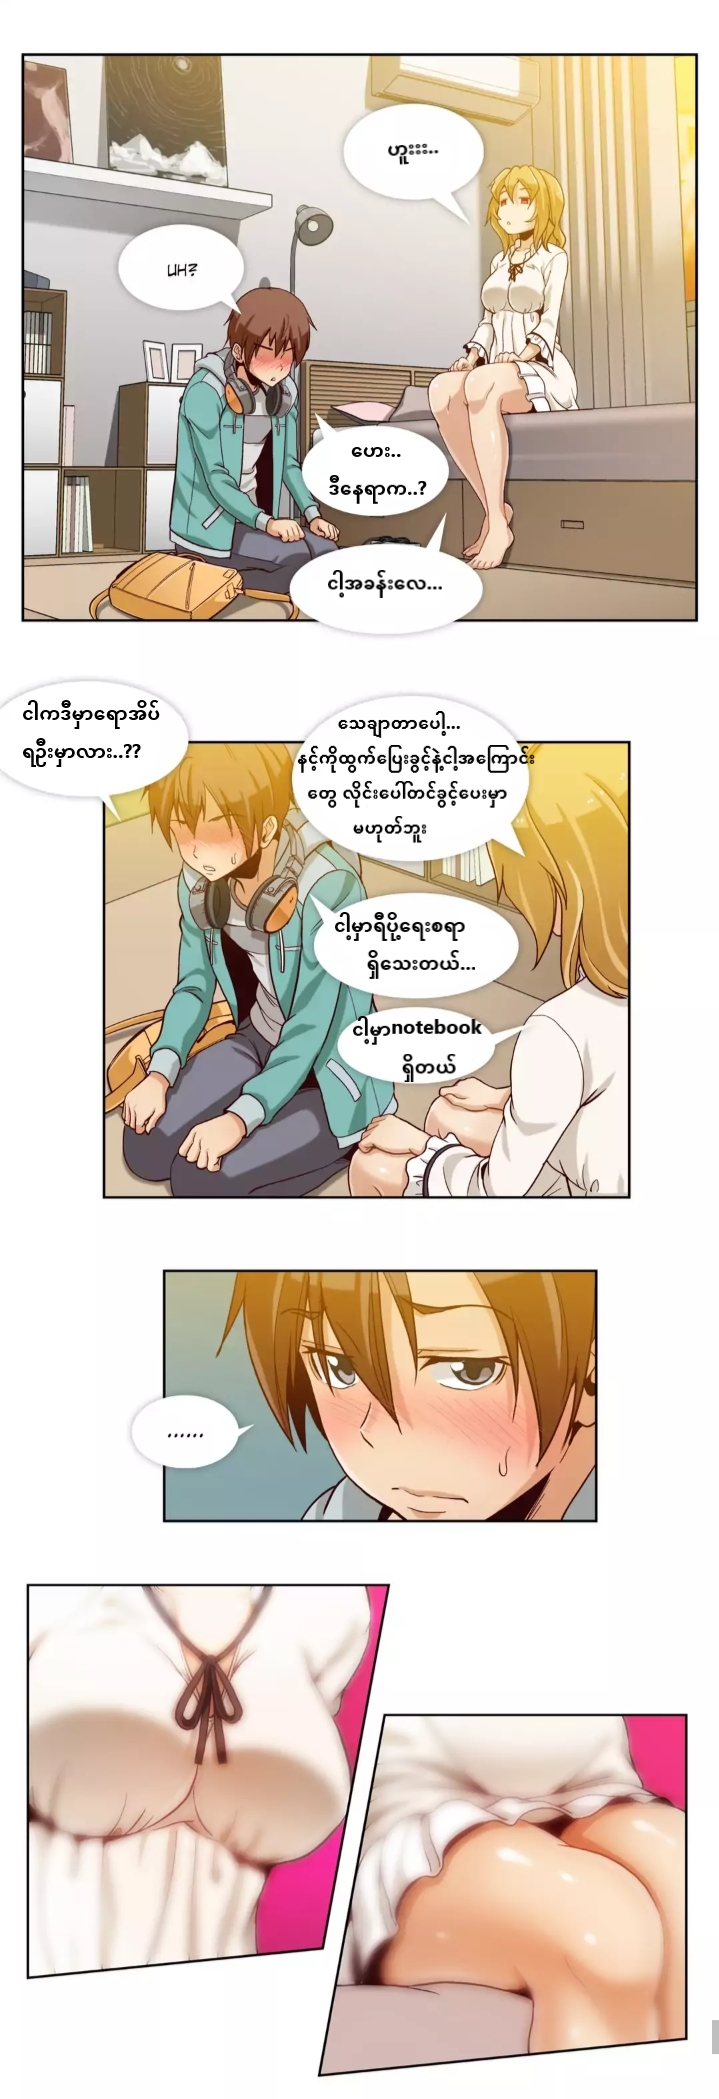 ဟူးးးး..
UH?
ဟေး..
ဒီနေရာက..?
ငါ့အခန်းလေ...
ငါကဒီမှာရောအိပ်
ရဦးမှာလား..??
သေချာတာပေါ့...
နင့်ကိုထွက်ပြေးခွင့်နဲ့ငါ့အကြောင်း
တွေ လိုင်းပေါ်တင်ခွင့်ပေးမှာ
မဟုတ်ဘူး
ငါ့မှာရီပို့ရေးစရာ
ရှိသေးတယ်...
ငါ့မှာnotebook
ရှိတယ်
......